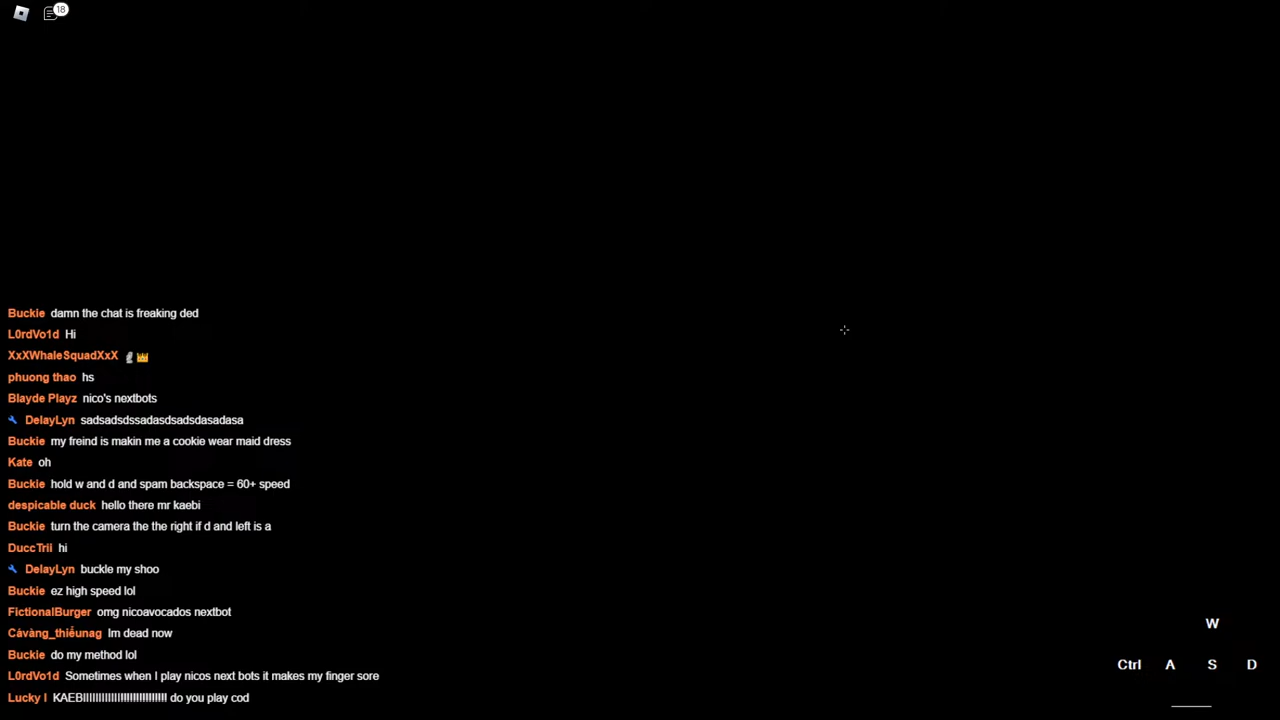 18
Buckie damn the chat is freaking ded
L0rdVo1d Hi
XxXWhaleSquadXxX
phuong thao hs
Blayde Playz nico's nextbots
DelayLyn sadsadsdssadasdsadsdasadasa
Buckie my freind is makin me a cookie wear maid dress
Kate oh
Buckie hold w and d and spam backspace = 60+ speed
despicable duck hello there mr kaebi
Buckie turn the camera the the right if d and left is a
DuccTrii hi
DelayLyn buckle my shoo
Buckie ez high speed lol
FictionalBurger omg nicoavocados nextbot
Cảvàng_thiểunag Im dead now
Buckie do my method lol
L0rdVo1d Sometimes when I play nicos next bots it makes my finger sore
Lucky I do you play cod
W
Ctrl A S D